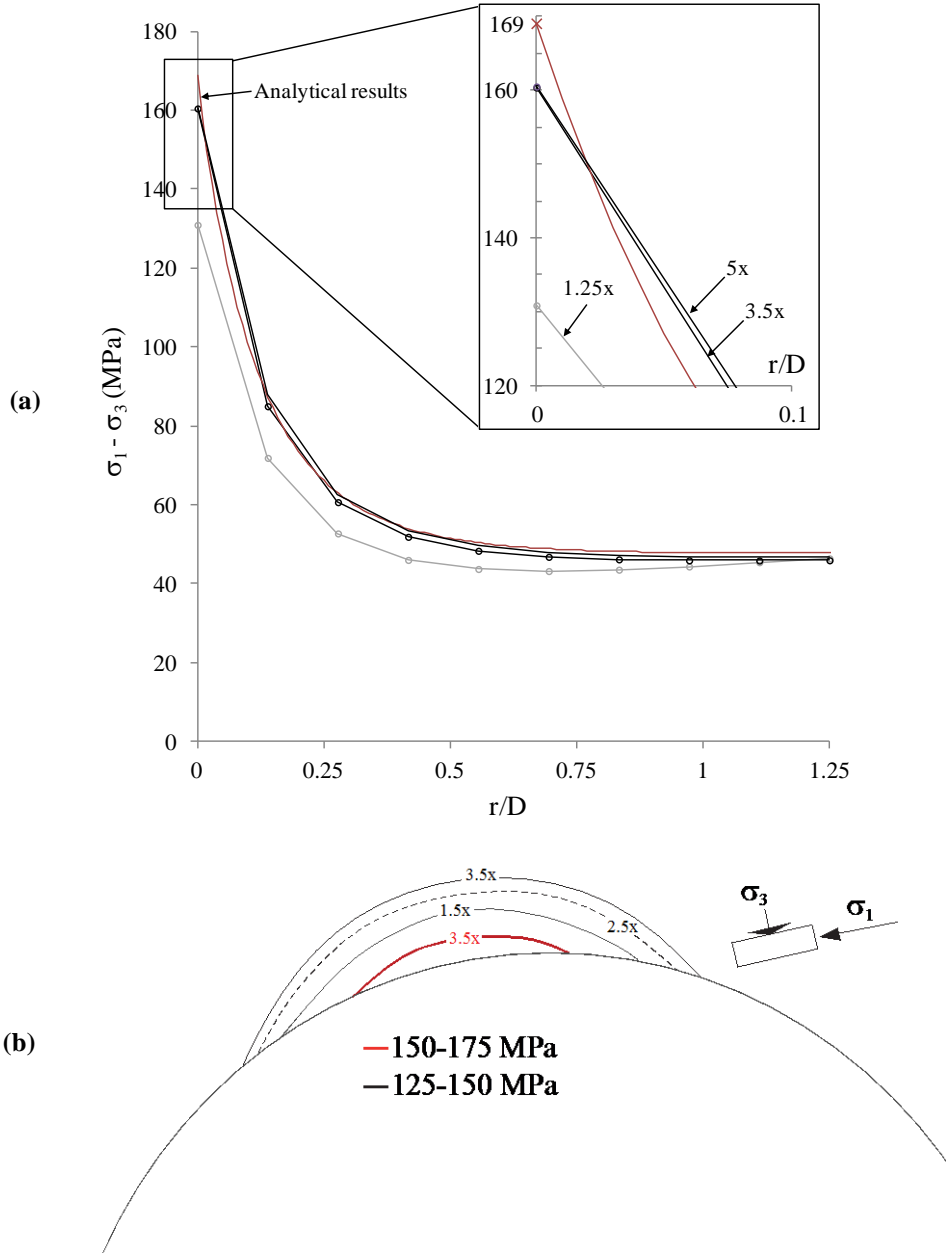 (a)
σ1 - σ3 (MPa)
180
160
140
120
100
80
60
40
20
0
0
0.25
0.5
0.75
1
1.25
r/D
Analytical results
169
160
140
120
0
0.1
r/D
1.25x
5x
3.5x
(b)
3.5x
1.5x
2.5x
3.5x
σ3
σ1
150-175 MPa
125-150 MPa